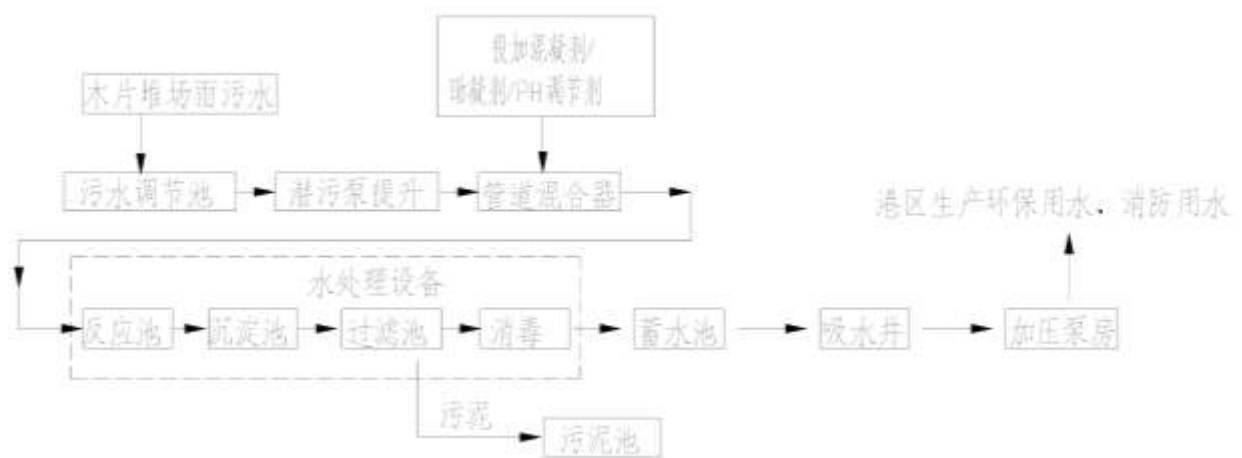 投加混凝剂/
助凝剂/PH调节剂
木片堆场雨污水
污水调节池
潜污泵提升
管道混合器
港区生产环保用水、消防用水
水处理设备
反应池
沉淀池
过滤池
消毒
蓄水池
吸水井
加压泵房
污泥
污泥池